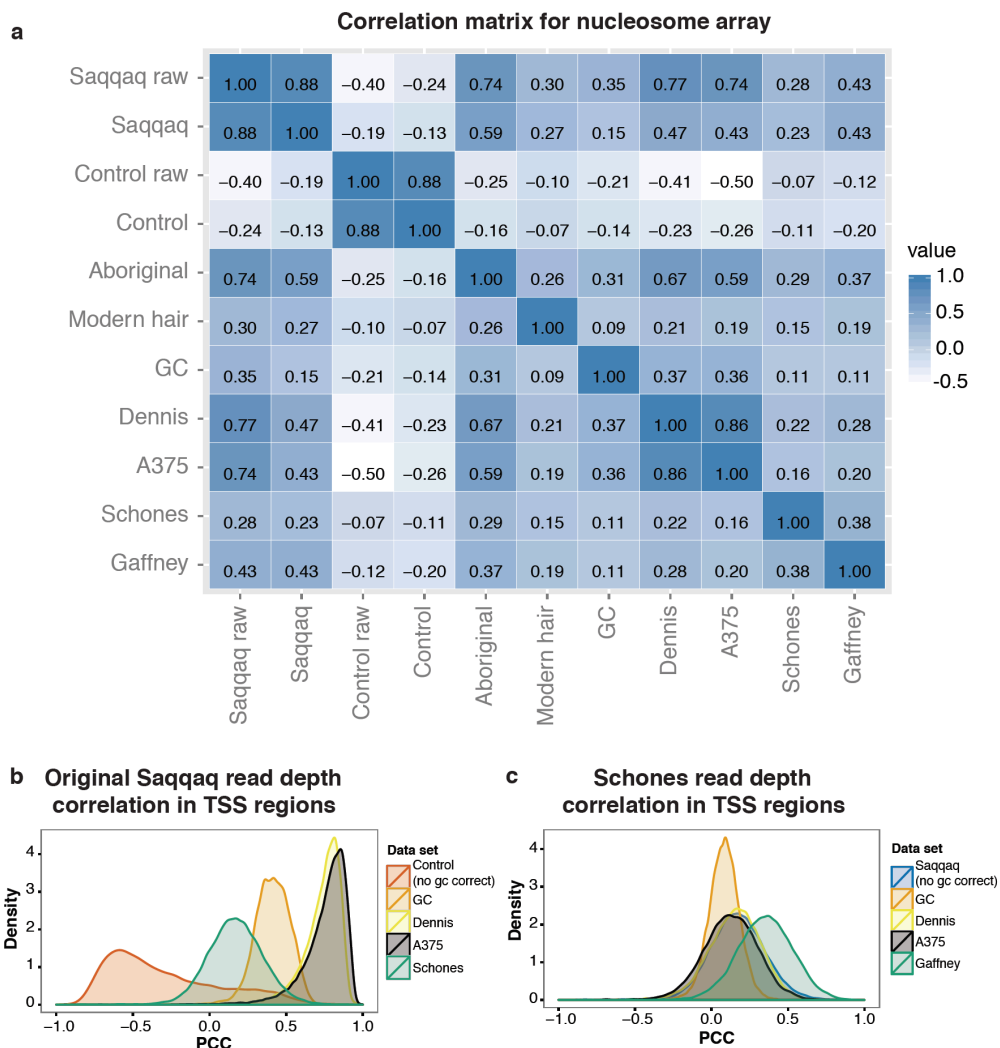 a
Correlation matrix for nucleosome array
Saqqaq raw 1.00 0.88 −0.40 −0.24 0.74 0.30 0.35 0.77 0.74 0.28 0.43
Saqqaq 0.88 1.00 −0.19 −0.13 0.59 0.27 0.15 0.47 0.43 0.23 0.43
Control raw −0.40 −0.19 1.00 0.88 −0.25 −0.10 −0.21 −0.41 −0.50 −0.07 −0.12
Control −0.24 −0.13 0.88 1.00 −0.16 −0.07 −0.14 −0.23 −0.26 −0.11 −0.20
Aboriginal 0.74 0.59 −0.25 −0.16 1.00 0.26 0.31 0.67 0.59 0.29 0.37
Modern hair 0.30 0.27 −0.10 −0.07 0.26 1.00 0.09 0.21 0.19 0.15 0.19
GC 0.35 0.15 −0.21 −0.14 0.31 0.09 1.00 0.37 0.36 0.11 0.11
Dennis 0.77 0.47 −0.41 −0.23 0.67 0.21 0.37 1.00 0.86 0.22 0.28
A375 0.74 0.43 −0.50 −0.26 0.59 0.19 0.36 0.86 1.00 0.16 0.20
Schones 0.28 0.23 −0.07 −0.11 0.29 0.15 0.11 0.22 0.16 1.00 0.38
Gaffney 0.43 0.43 −0.12 −0.20 0.37 0.19 0.11 0.28 0.20 0.38 1.00
Saqqaq raw
Saqqaq
Control raw
Control
Aboriginal
Modern hair
GC
Dennis
A375
Schones
Gaffney
value
1.0
0.5
0.0
-0.5
b
Original Saqqaq read depth
correlation in TSS regions
Density
4
3
2
1
0
−1.0 −0.5 0.0 0.5 1.0
PCC
Data set
Control
(no gc correct)
GC
Dennis
A375
Schones
c
Schones read depth
correlation in TSS regions
Density
4
3
2
1
0
−1.0 −0.5 0.0 0.5 1.0
PCC
Data set
Saqqaq
(no gc correct)
GC
Dennis
A375
Gaffney